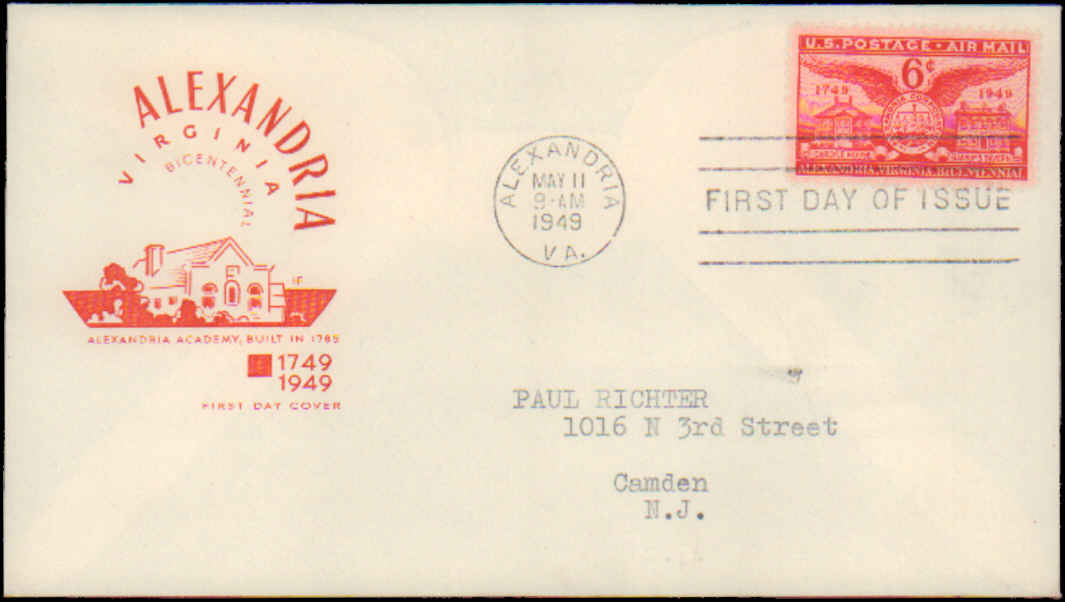 ALEXANDRIA
VIRGINIA
BICENTENNIAL
ALEXANDRIA ACADEMY, BUILT IN 1785
1749
1949
FIRST DAY COVER
ALEXANDRIA
MAY 11
9-AM
1949
VA.
U.S. POSTAGE · AIR MAIL
6¢
1749 1949
CARLYLE HOUSE
ALEXANDRIA, VIRGINIA, BICENTENNIAL
FIRST DAY OF ISSUE
PAUL RICHTER
1016 N 3rd Street
Camden
N.J.